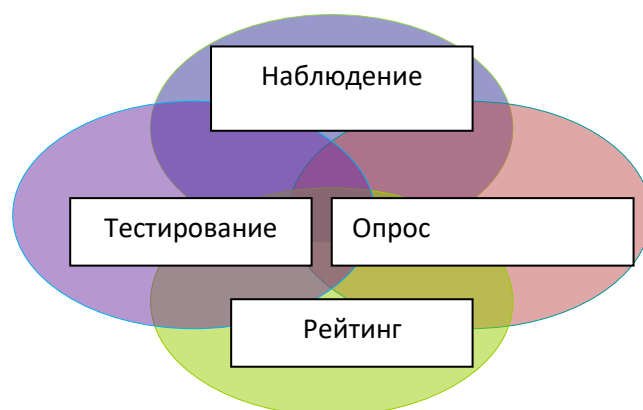 Наблюдение
Тестирование
Опрос
Рейтинг